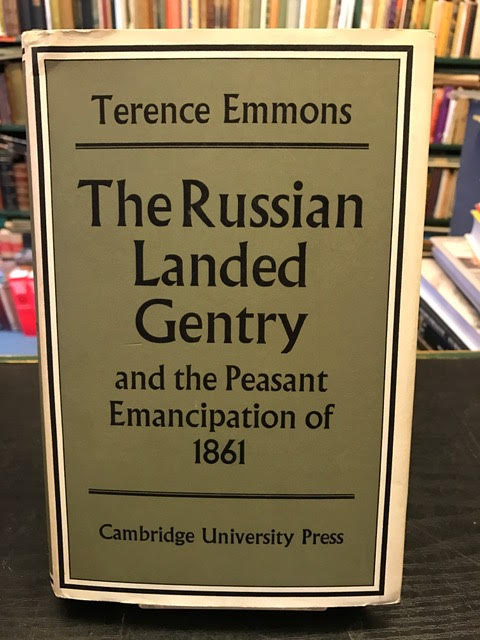 Terence Emmons
The Russian
Landed
Gentry
and the Peasant
Emancipation of
1861
Cambridge University Press